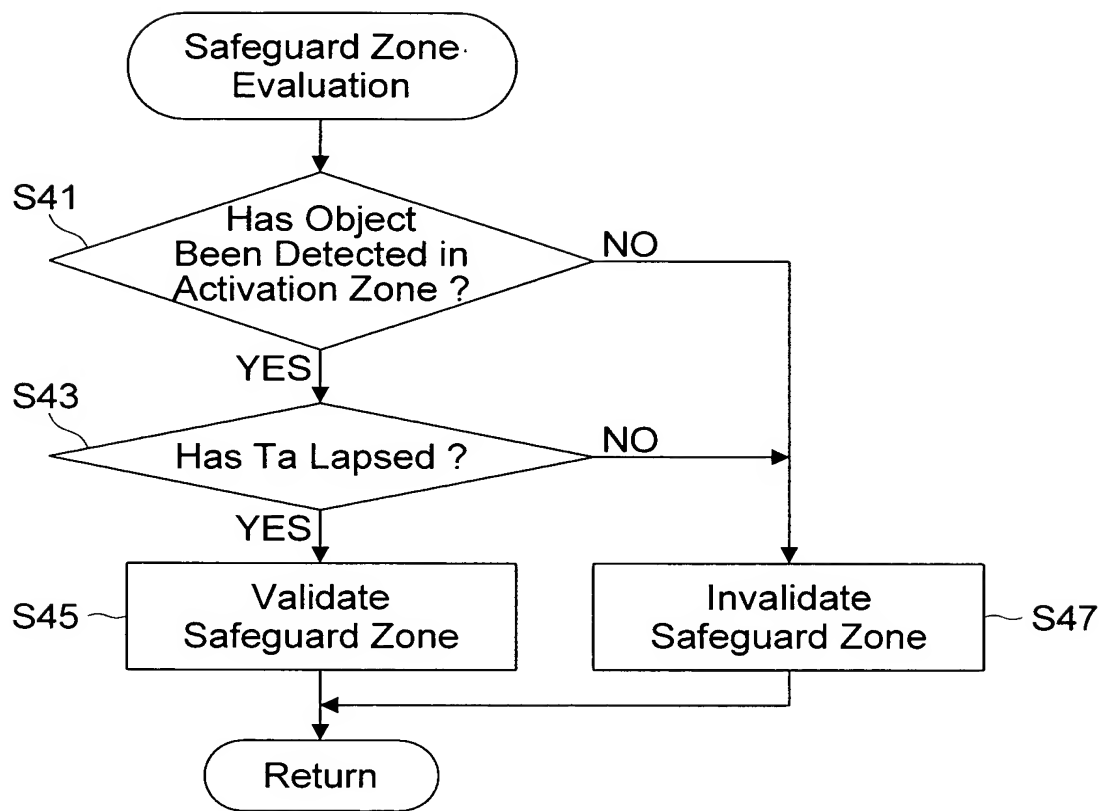 Safeguard Zone
Evaluation
S41
Has Object
Been Detected in
Activation Zone ?
NO
YES
S43
Has Ta Lapsed ?
NO
YES
S45
Validate
Safeguard Zone
Invalidate
Safeguard Zone
S47
Return